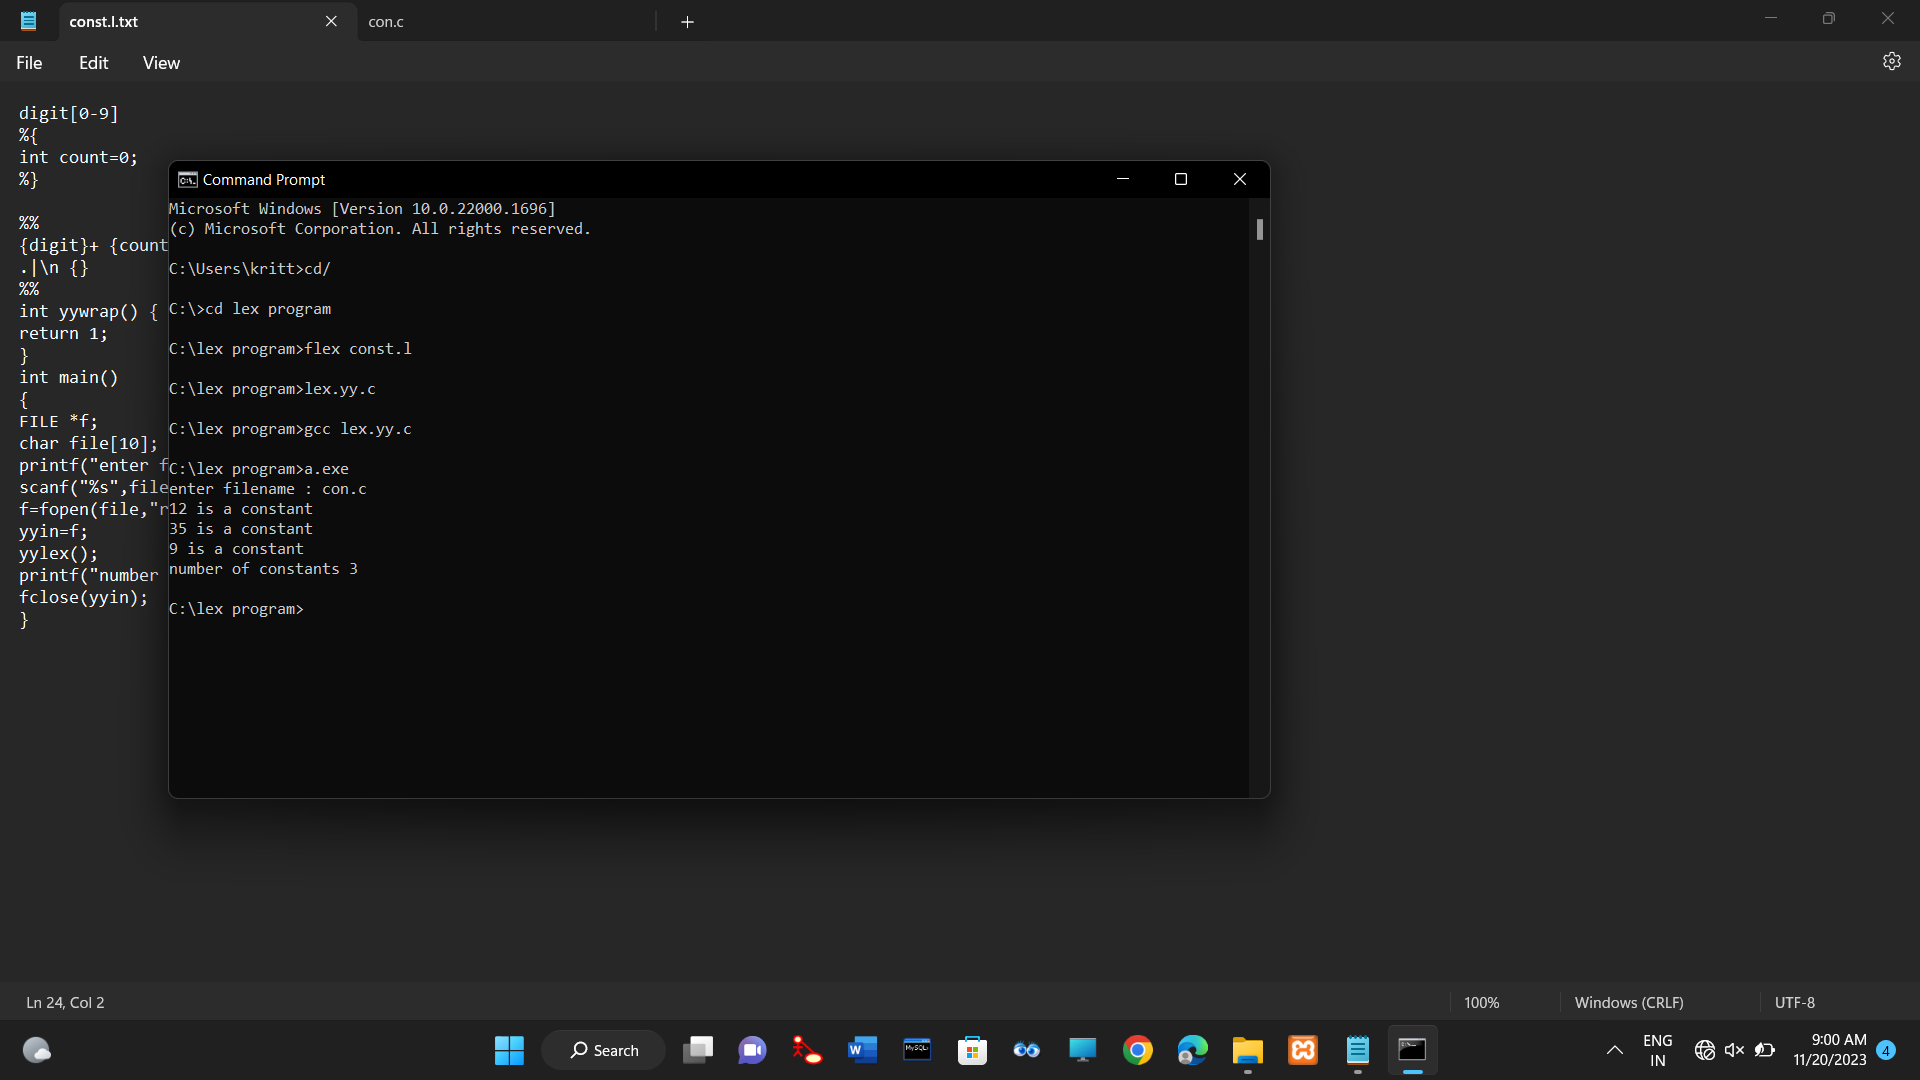 const.l.txt
con.c
File Edit View
digit[0-9]
%{
int count=0;
%}
%%
{digit}+ {count
.|\n {}
%%
int yywrap() {
return 1;
}
int main()
{
FILE *f;
char file[10];
printf("enter f
scanf("%s",file
f=fopen(file,"r
yyin=f;
yylex();
printf("number
fclose(yyin);
}
Command Prompt
Microsoft Windows [Version 10.0.22000.1696]
(c) Microsoft Corporation. All rights reserved.
C:\Users\kritt>cd/
C:\>cd lex program
C:\lex program>flex const.l
C:\lex program>lex.yy.c
C:\lex program>gcc lex.yy.c
C:\lex program>a.exe
enter filename : con.c
12 is a constant
35 is a constant
9 is a constant
number of constants 3
C:\lex program>
Ln 24, Col 2
100%
Windows (CRLF)
UTF-8
Search
W
MySQL
ENG
IN
9:00 AM
11/20/2023
4